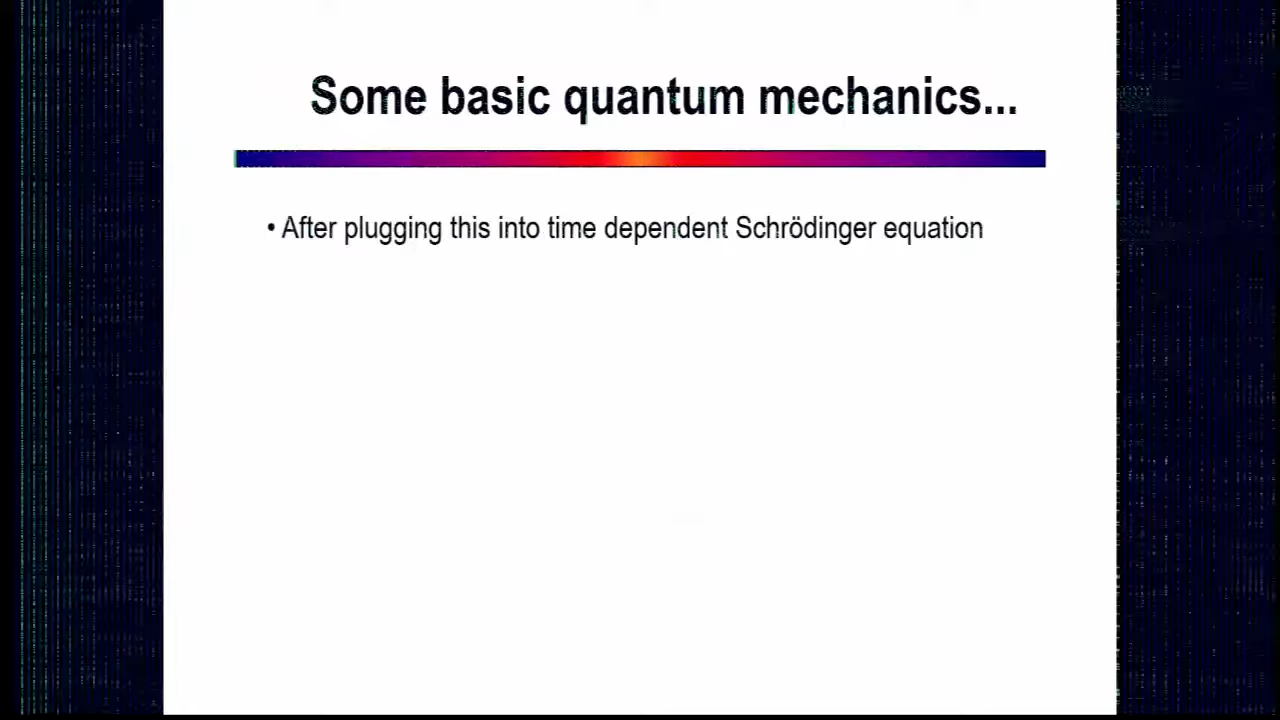 Some basic quantum mechanics...
• After plugging this into time dependent Schrödinger equation